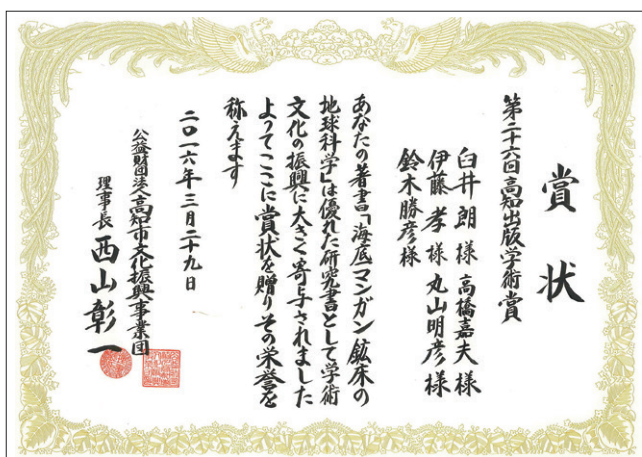 賞状
第二十六回高知出版学術賞
臼井朗様 高橋嘉夫様
伊藤孝様 丸山明彦様
鈴木勝彦様
あなたの著書「海底マンガン鉱床の
地球科学」は優れた研究書として学術
文化の振興に大きく寄与されました
よってここに賞状を贈りその栄誉を
称えます
二〇一六年三月二十九日
公益財団法人高知市文化振興事業団
理事長 西山彰一